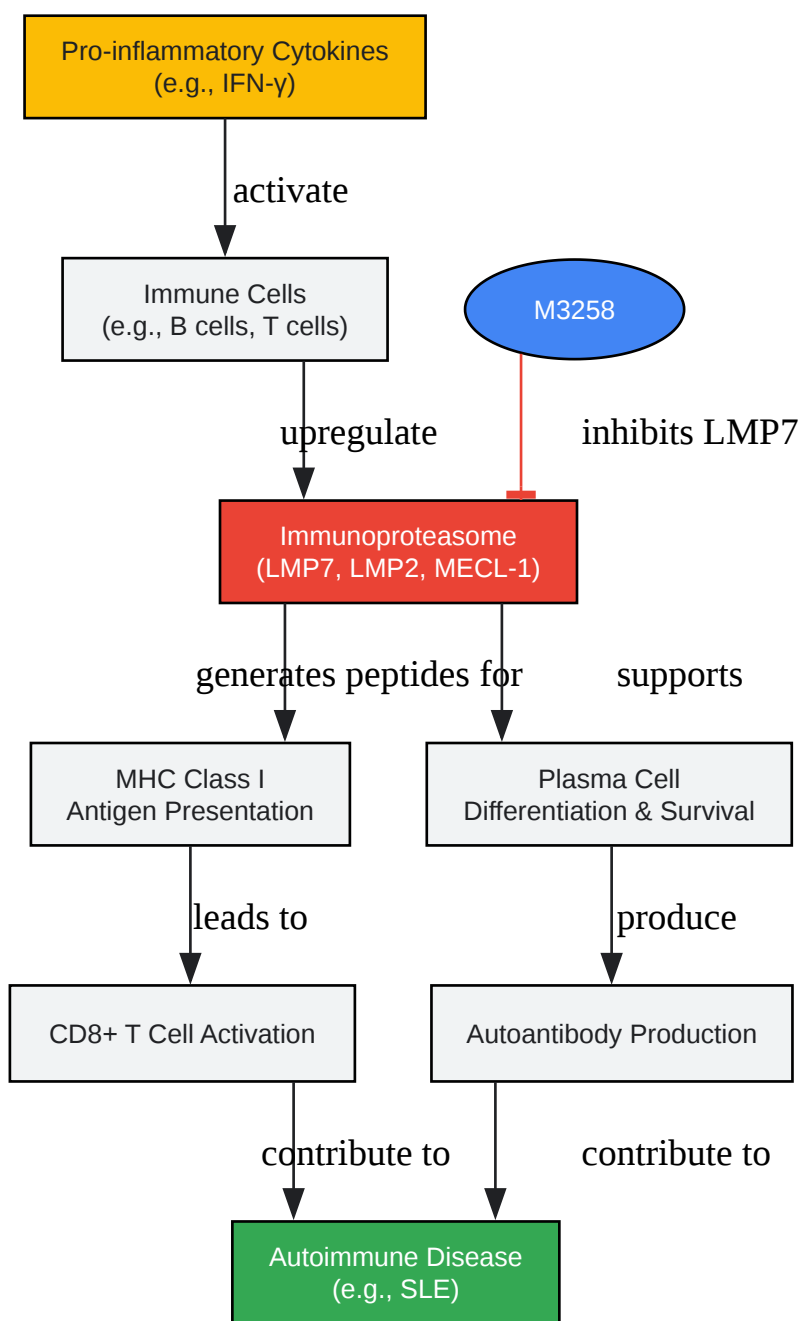 Pro-inflammatory Cytokines
(e.g., IFN-γ)
activate
Immune Cells
(e.g., B cells, T cells)
M3258
upregulate
inhibits LMP7
Immunoproteasome
(LMP7, LMP2, MECL-1)
generates peptides for
supports
MHC Class I
Antigen Presentation
Plasma Cell
Differentiation & Survival
leads to
produce
CD8+ T Cell Activation
Autoantibody Production
contribute to
contribute to
Autoimmune Disease
(e.g., SLE)